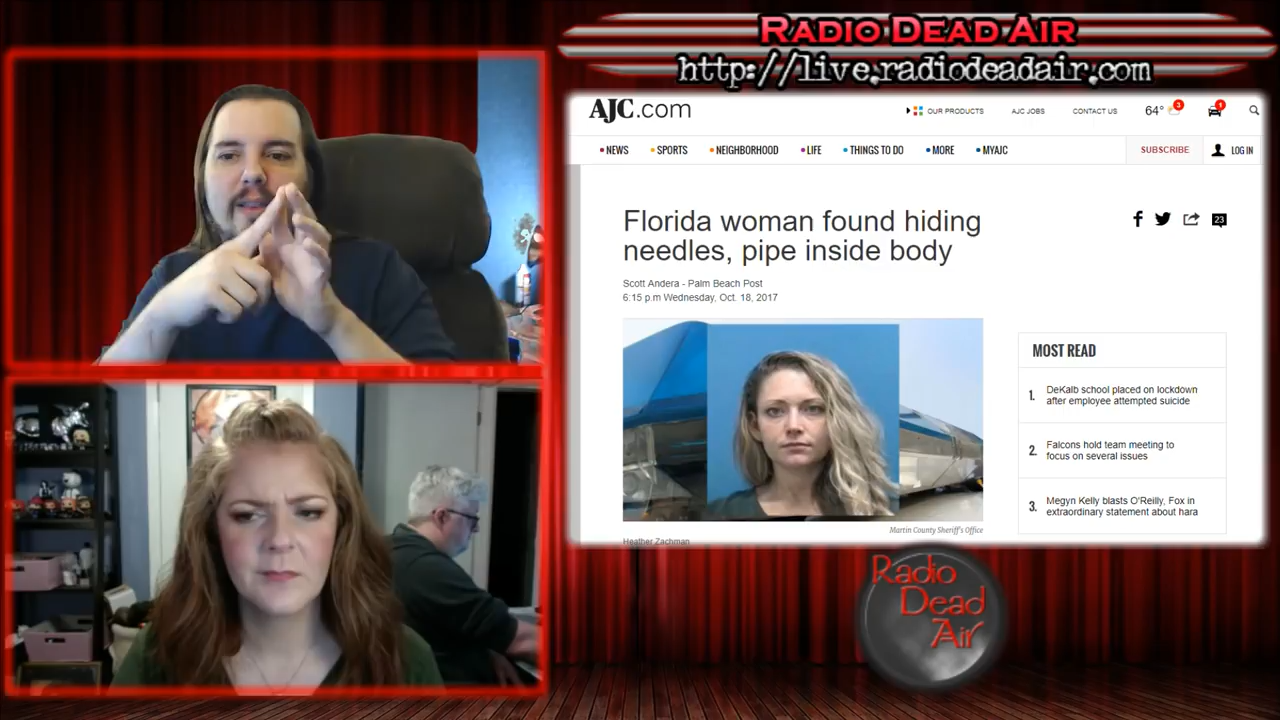 RADIO DEAD AIR
http://live.radiodeadair.com
AJC.com
OUR PRODUCTS
AJC JOBS
CONTACT US
64°
3
1
NEWS
SPORTS
NEIGHBORHOOD
LIFE
THINGS TO DO
MORE
MYAJC
SUBSCRIBE
LOG IN
Florida woman found hiding
needles, pipe inside body
23
Scott Andera - Palm Beach Post
6:15 p.m Wednesday, Oct. 18, 2017
MOST READ
1. DeKalb school placed on lockdown
after employee attempted suicide
2. Falcons hold team meeting to
focus on several issues
3. Megyn Kelly blasts O'Reilly, Fox in
extraordinary statement about hara
Martin County Sheriff's Office
Heather Zachman
Radio
Dead
Air